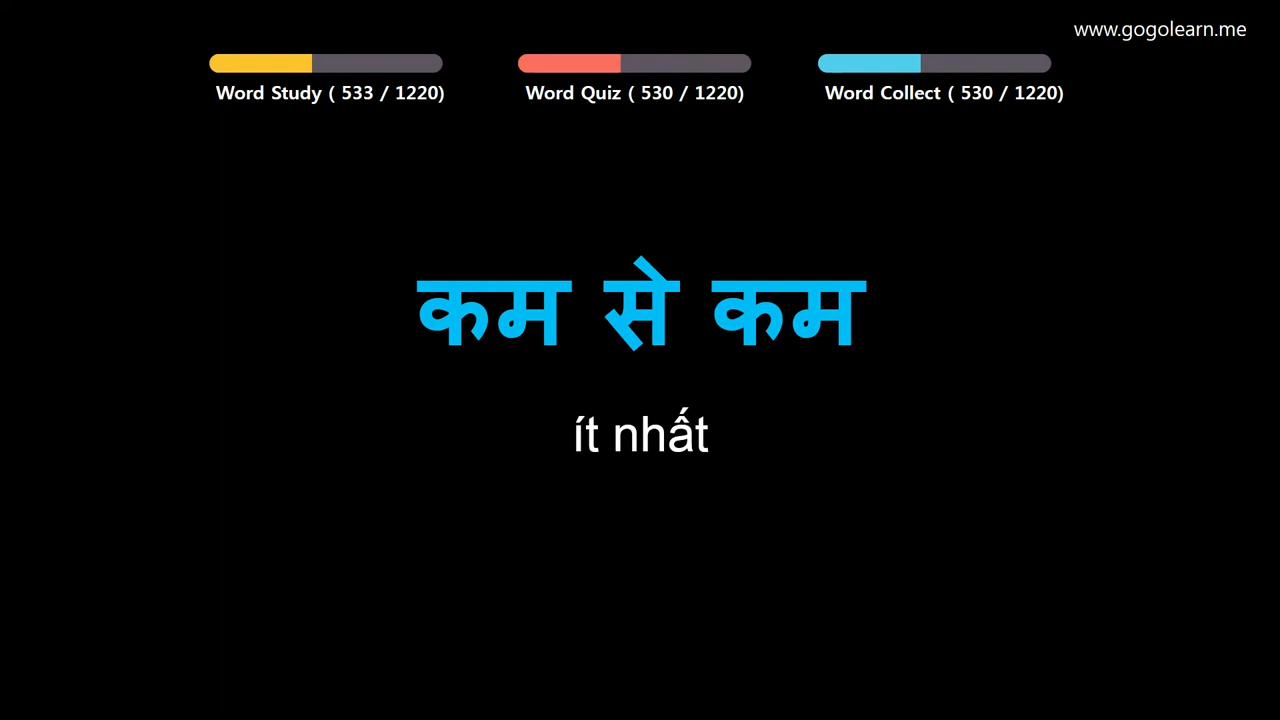 www.gogolearn.me
Word Study ( 533 / 1220)
Word Quiz ( 530 / 1220)
Word Collect ( 530 / 1220)
कम से कम
ít nhất